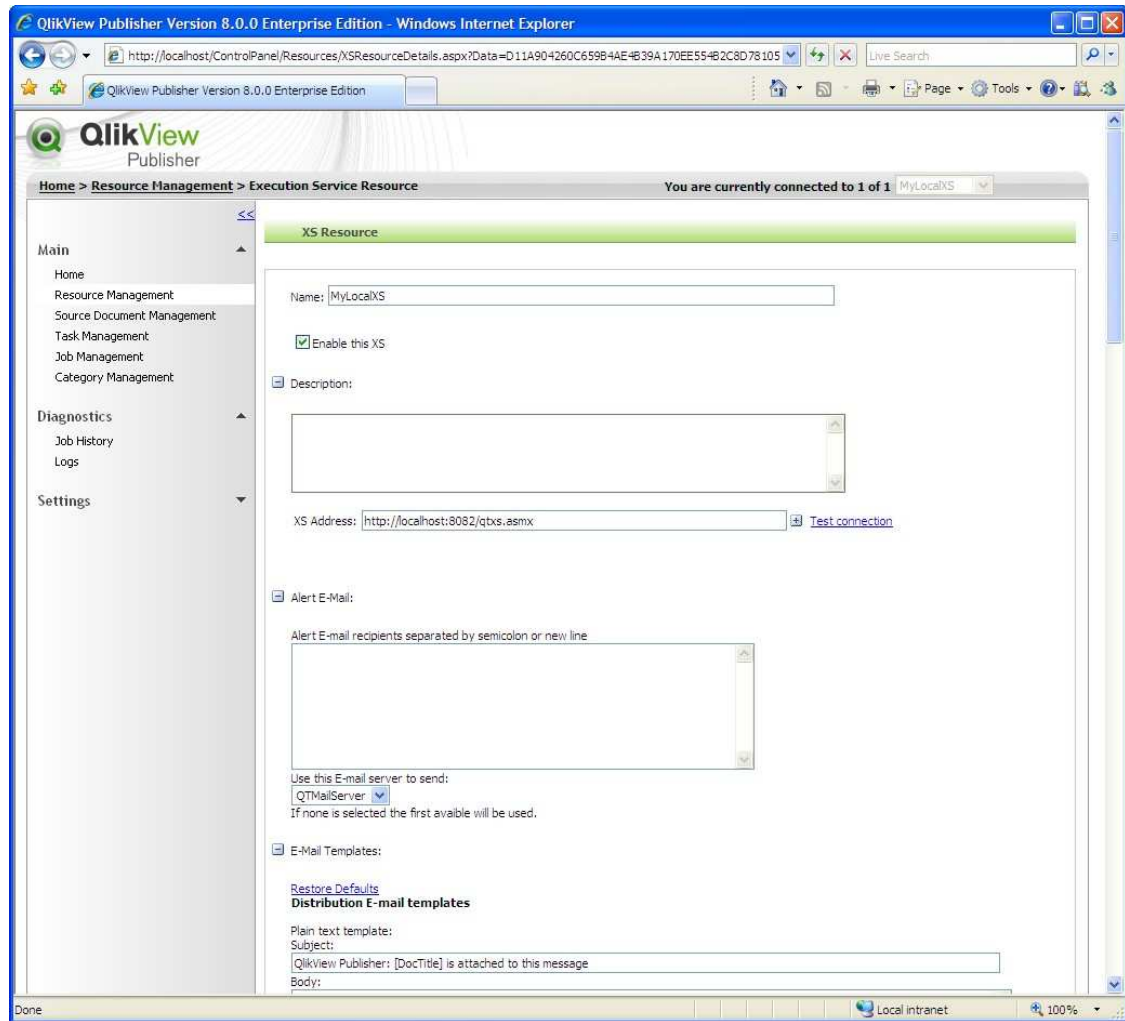 QlikView Publisher Version 8.0.0 Enterprise Edition - Windows Internet Explorer
http://localhost/ControlPanel/Resources/XSResourceDetails.aspx?Data=D11A904260C659B4AE4B39A170EE554B2C8D78105
Live Search
QlikView Publisher Version 8.0.0 Enterprise Edition
Page
Tools
QlikView
Publisher
Home > Resource Management > Execution Service Resource
You are currently connected to 1 of 1 MyLocalXS
<<
XS Resource
Main
Home
Resource Management
Source Document Management
Task Management
Job Management
Category Management
Diagnostics
Job History
Logs
Settings
Name: MyLocalXS
Enable this XS
Description:
XS Address: http://localhost:8082/qtxs.asmx
Test connection
Alert E-Mail:
Alert E-mail recipients separated by semicolon or new line
Use this E-mail server to send:
QTMailServer
If none is selected the first avaible will be used.
E-Mail Templates:
Restore Defaults
Distribution E-mail templates
Plain text template:
Subject:
QlikView Publisher: [DocTitle] is attached to this message
Body:
Done
Local intranet
100%